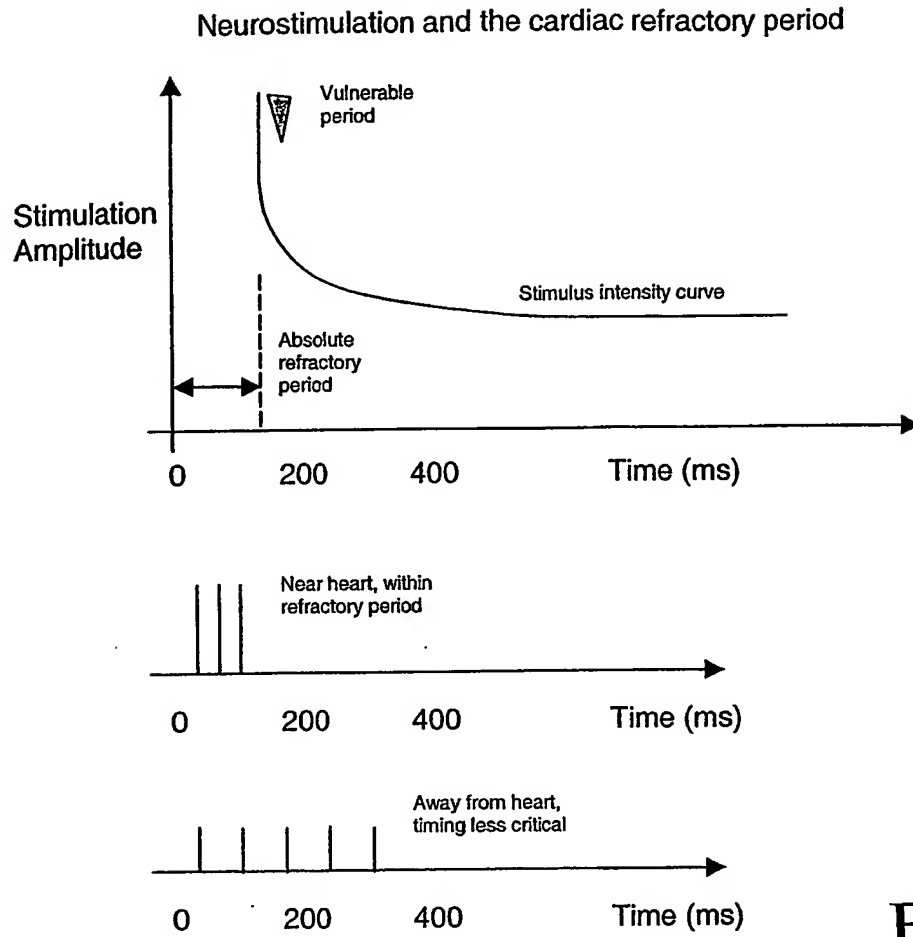 Neurostimulation and the cardiac refractory period
Vulnerable
period
Stimulation
Amplitude
Stimulus intensity curve
Absolute
refractory
period
0 200 400 Time (ms)
Near heart, within
refractory period
0 200 400 Time (ms)
Away from heart,
timing less critical
0 200 400 Time (ms)